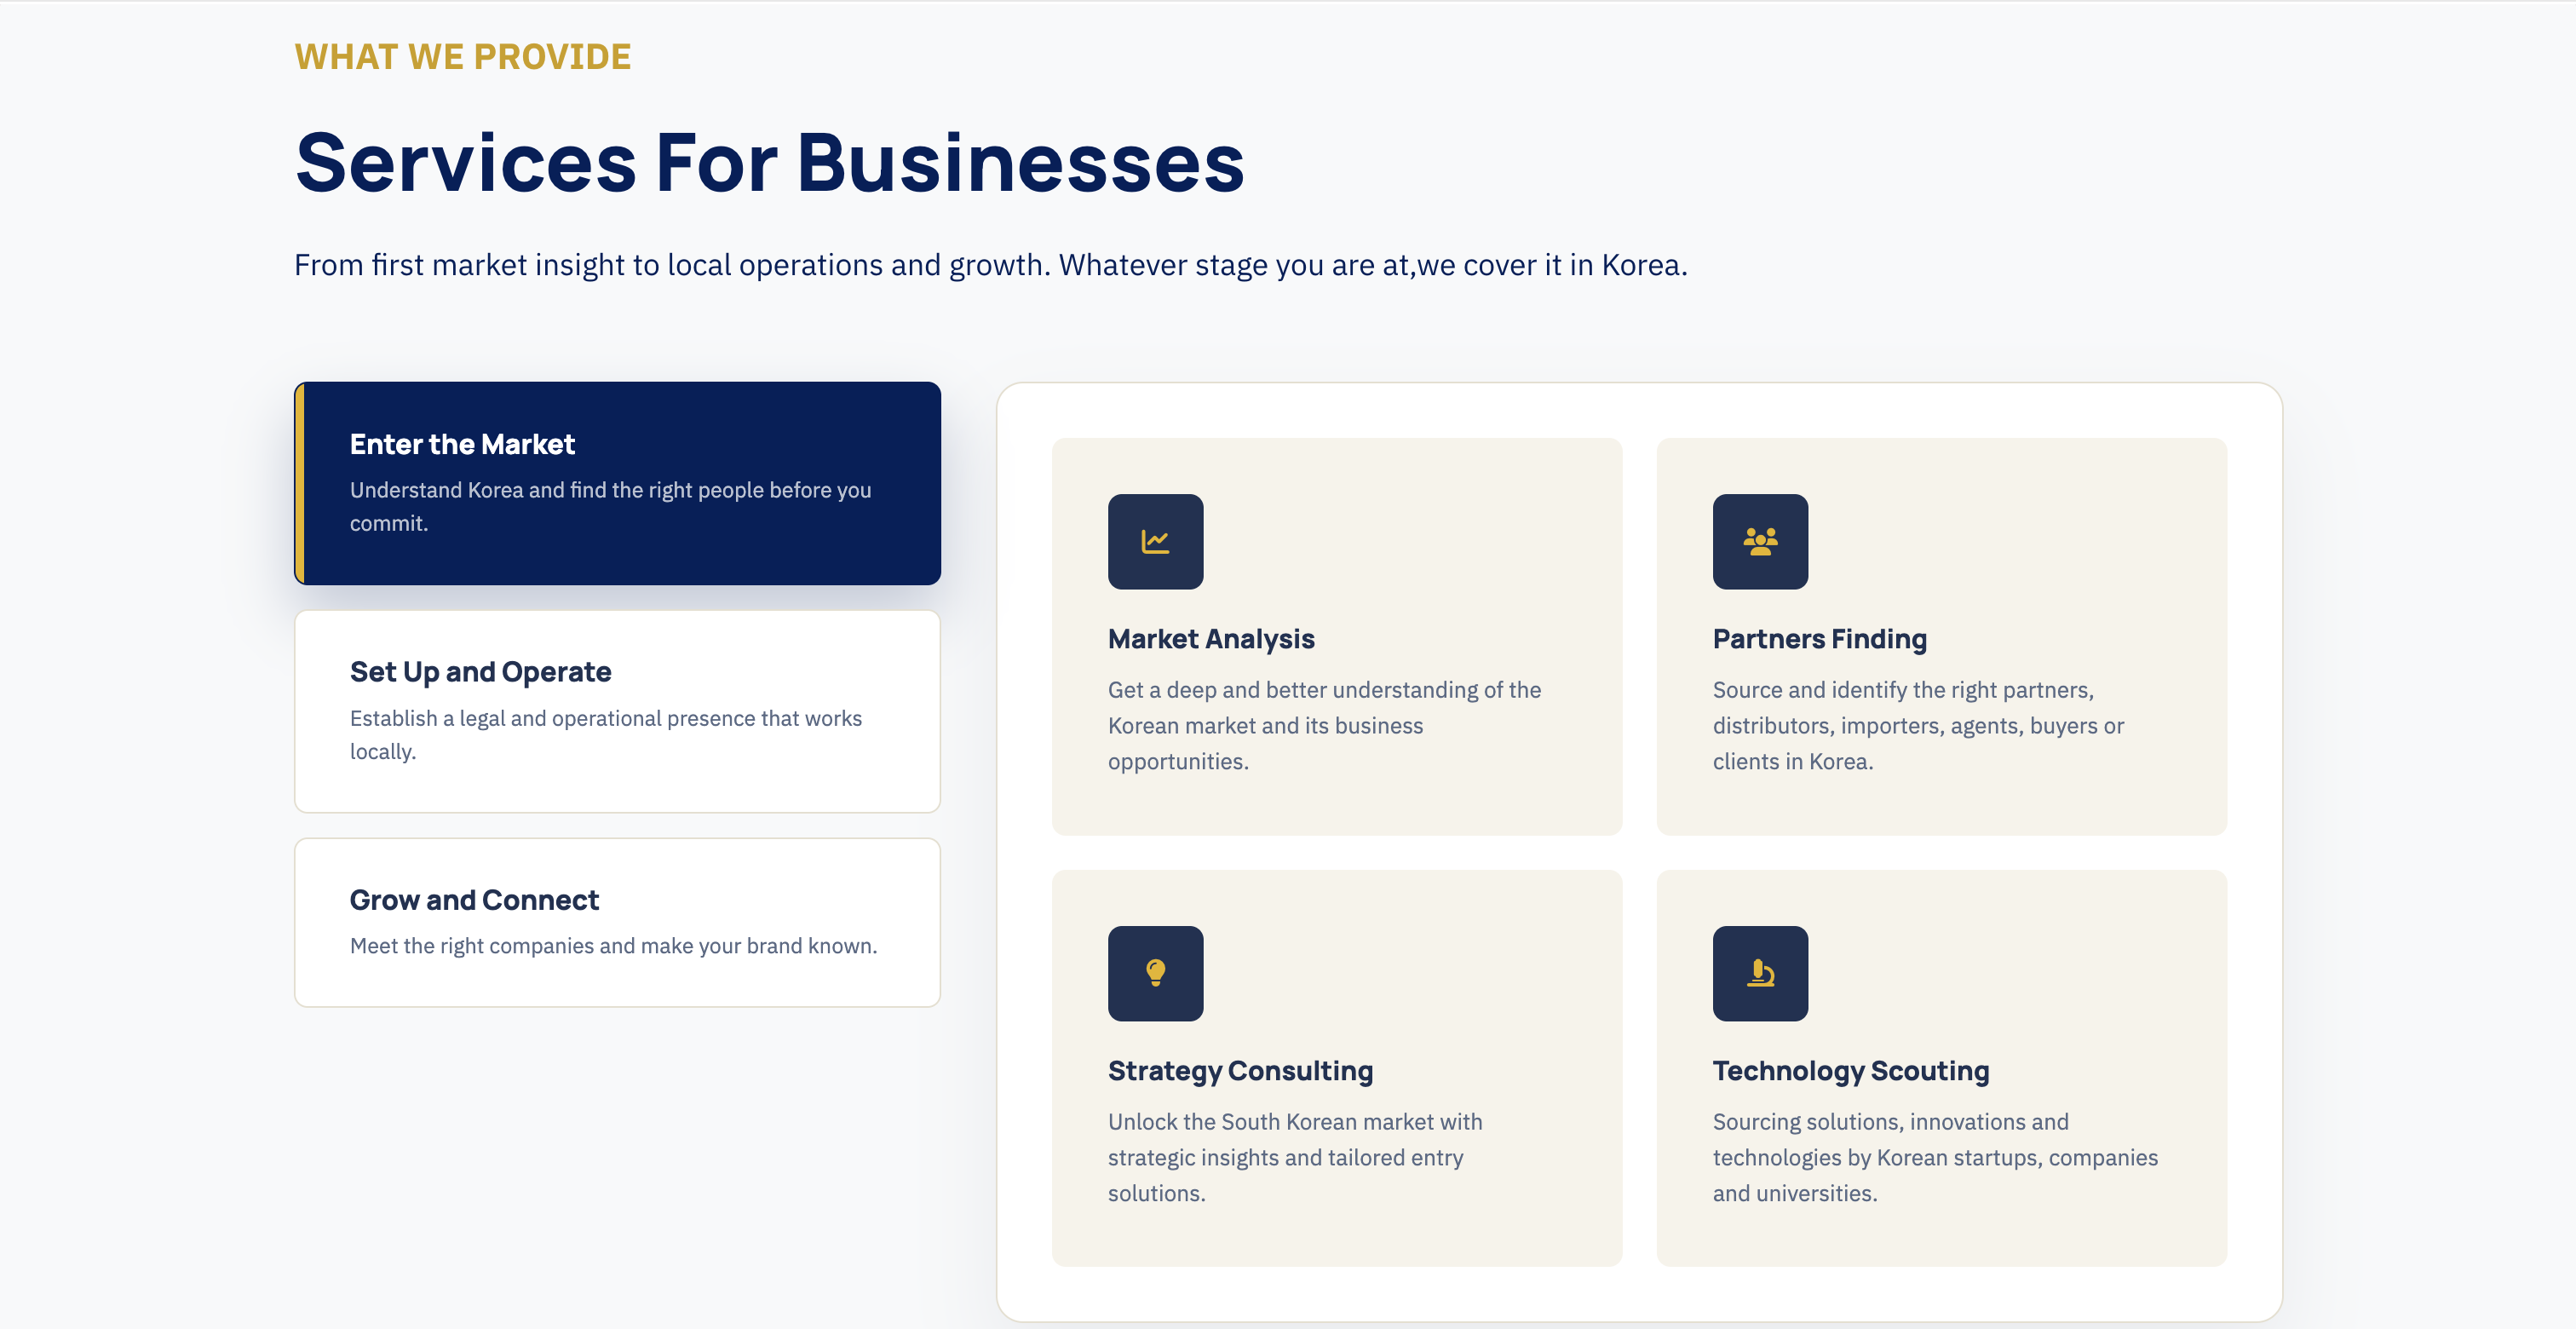 WHAT WE PROVIDE
Services For Businesses
From first market insight to local operations and growth. Whatever stage you are at,we cover it in Korea.
Enter the Market
Understand Korea and find the right people before you
commit.
Set Up and Operate
Establish a legal and operational presence that works
locally.
Grow and Connect
Meet the right companies and make your brand known.
Market Analysis
Get a deep and better understanding of the
Korean market and its business
opportunities.
Partners Finding
Source and identify the right partners,
distributors, importers, agents, buyers or
clients in Korea.
Strategy Consulting
Unlock the South Korean market with
strategic insights and tailored entry
solutions.
Technology Scouting
Sourcing solutions, innovations and
technologies by Korean startups, companies
and universities.